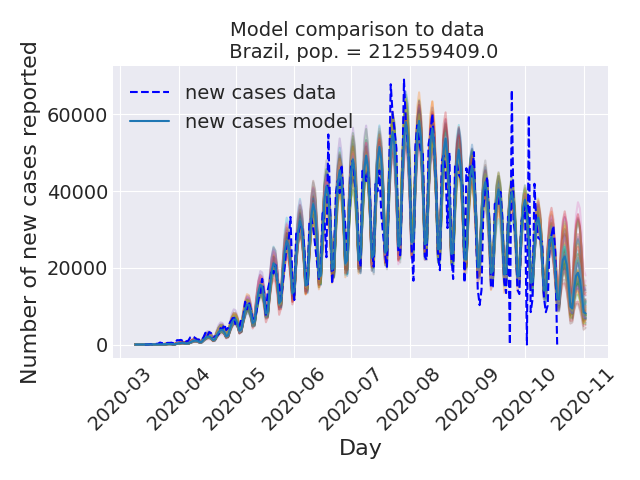 Model comparison to data
Brazil, pop. = 212559409.0
Number of new cases reported
60000
40000
20000
0
new cases data
new cases model
2020-03
2020-04
2020-05
2020-06
2020-07
2020-08
2020-09
2020-10
2020-11
Day